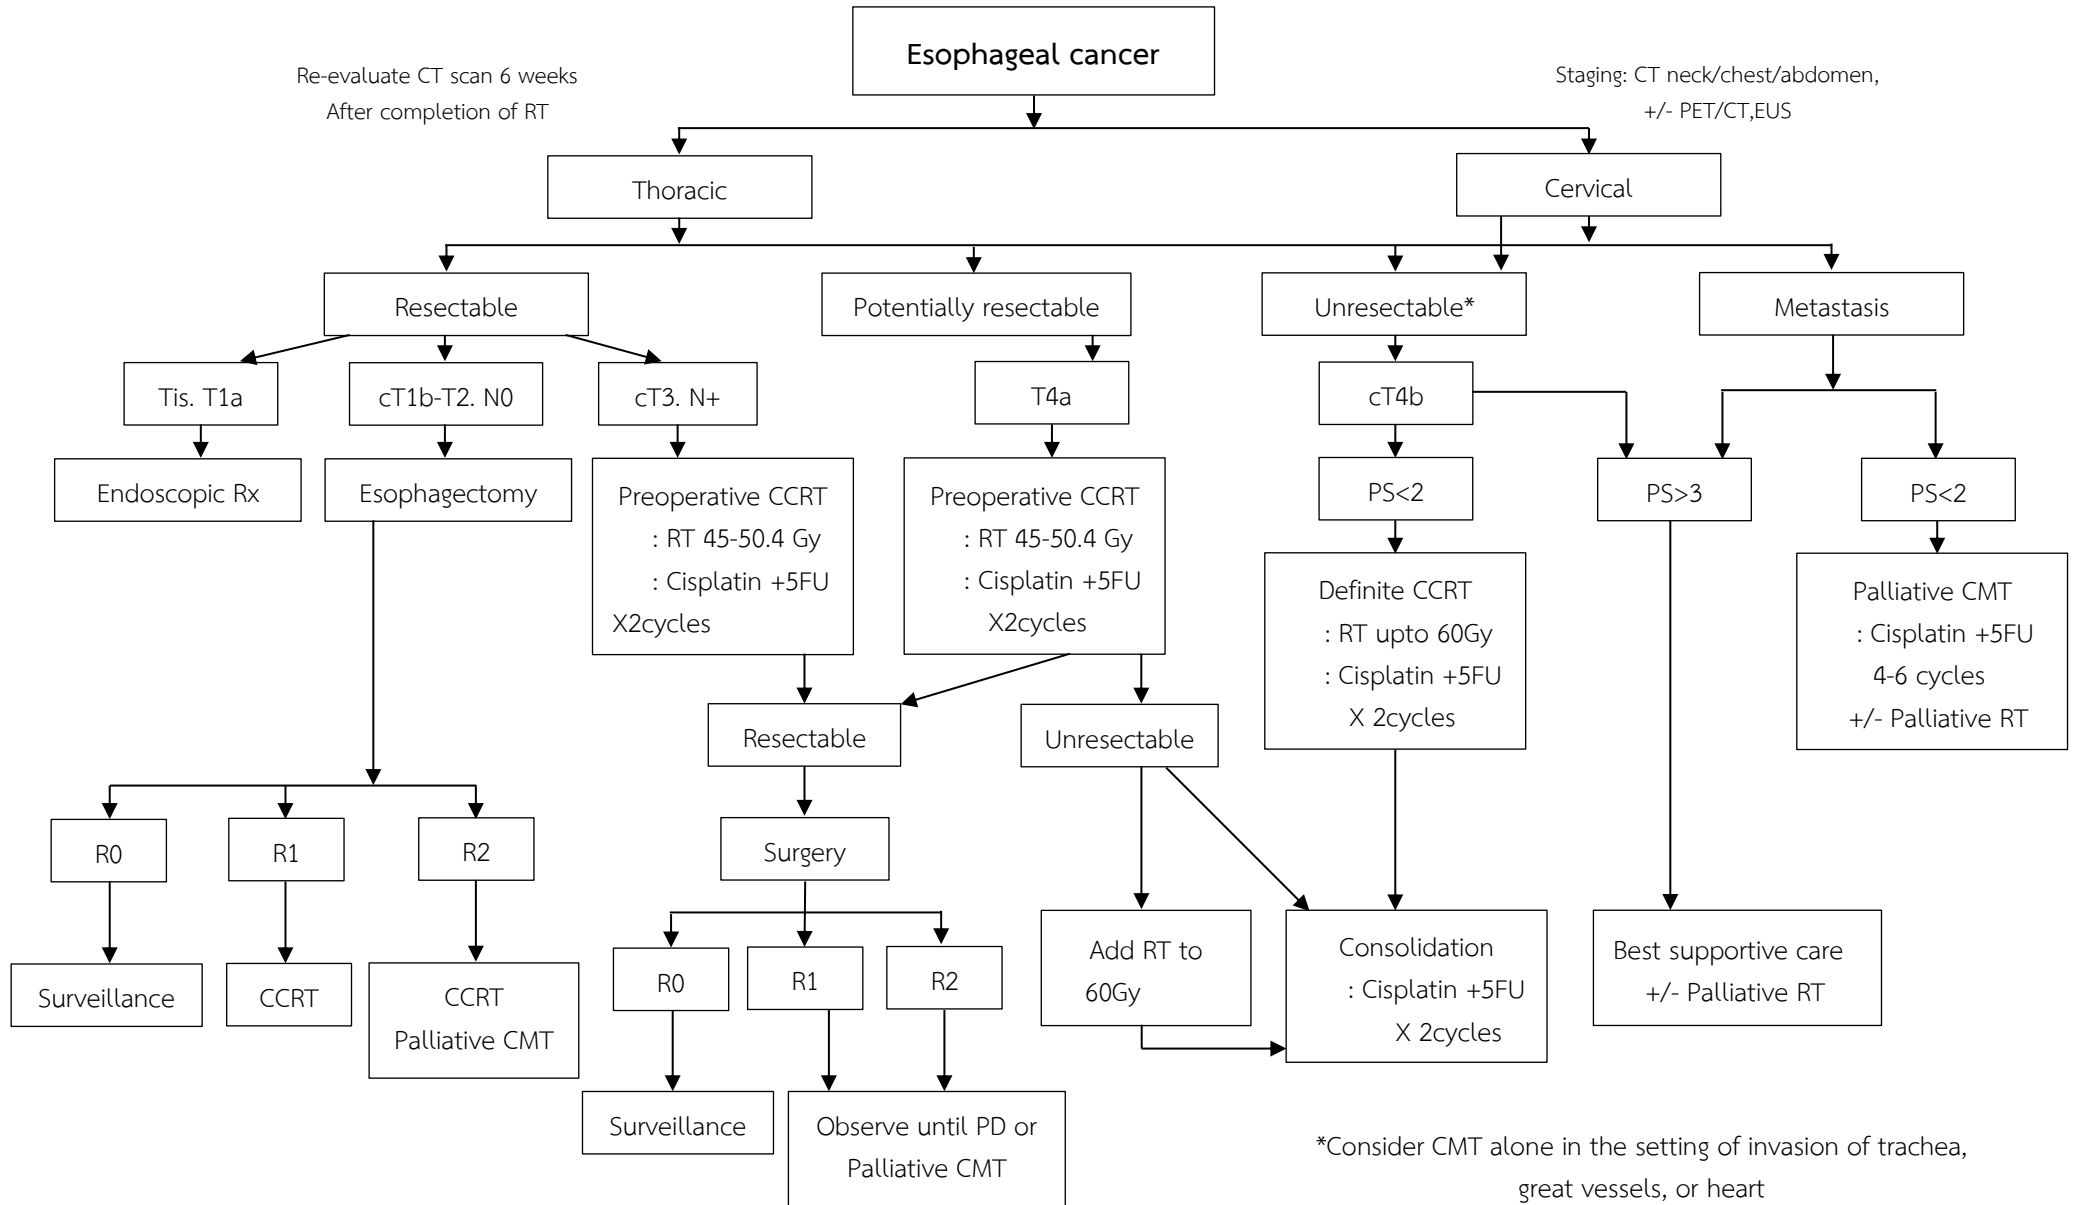 Esophageal cancer
Re-evaluate CT scan 6 weeks
After completion of RT
Staging: CT neck/chest/abdomen,
+/- PET/CT,EUS
Thoracic
Cervical
Resectable
Potentially resectable
Unresectable*
Metastasis
Tis. T1a
cT1b-T2. N0
cT3. N+
T4a
cT4b
Endoscopic Rx
Esophagectomy
Preoperative CCRT
: RT 45-50.4 Gy
: Cisplatin +5FU
X2cycles
Preoperative CCRT
: RT 45-50.4 Gy
: Cisplatin +5FU
X2cycles
PS<2
PS>3
PS<2
Definite CCRT
: RT upto 60Gy
: Cisplatin +5FU
X 2cycles
Palliative CMT
: Cisplatin +5FU
4-6 cycles
+/- Palliative RT
Resectable
Unresectable
R0
R1
R2
Surgery
Surveillance
CCRT
CCRT
Palliative CMT
R0
R1
R2
Add RT to
60Gy
Consolidation
: Cisplatin +5FU
X 2cycles
Best supportive care
+/- Palliative RT
Surveillance
Observe until PD or
Palliative CMT
*Consider CMT alone in the setting of invasion of trachea,
great vessels, or heart